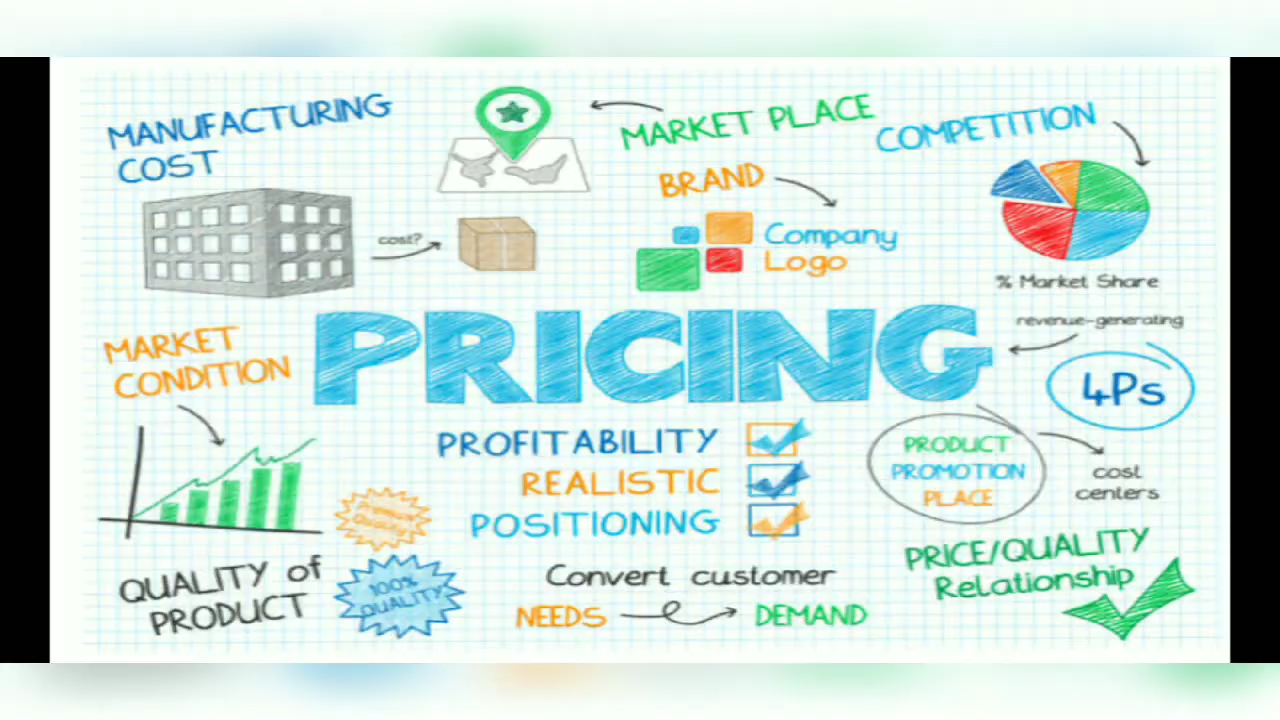 MANUFACTURING
COST
MARKET PLACE
COMPETITION
BRAND
cost?
Company
Logo
% Market Share
MARKET
CONDITION
PRICING
revenue-generating
4Ps
PROFITABILITY
REALISTIC
POSITIONING
PRODUCT
PROMOTION
PLACE
cost
centers
QUALITY of
PRODUCT
100%
QUALITY
Convert customer
NEEDS
DEMAND
PRICE/QUALITY
Relationship